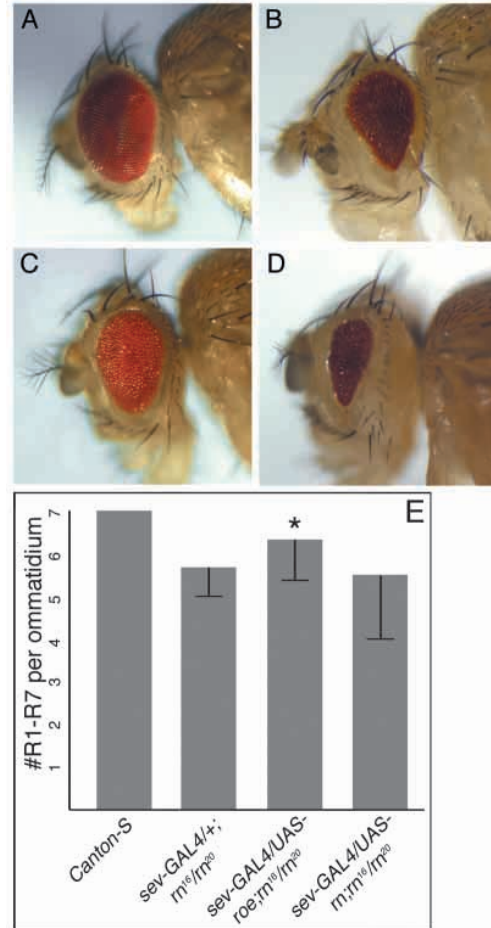 A
B
C
D
E
#R1-R7 per ommatidium
7
6
5
4
3
2
1
*
Canton-S
sev-GAL4/+;
rn¹⁶/rn²⁰
sev-GAL4/UAS-
roe;rn¹⁶/rn²⁰
sev-GAL4/UAS-
rn;rn¹⁶/rn²⁰